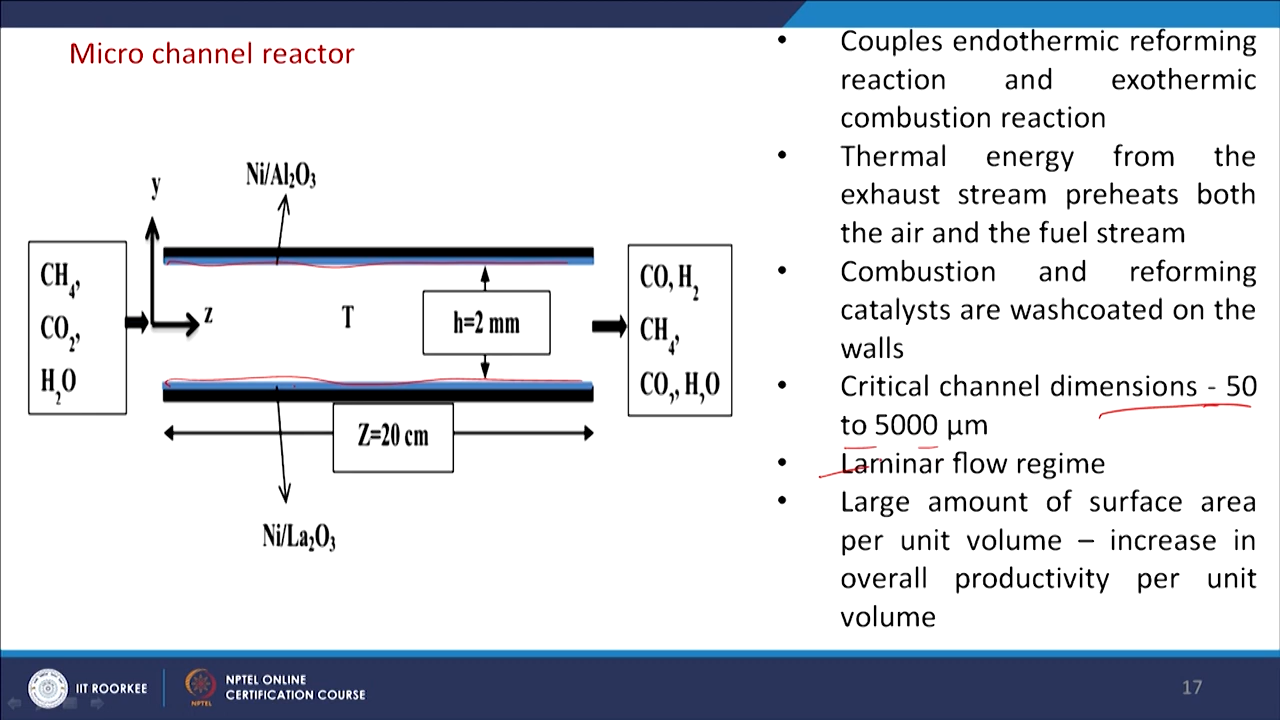 Micro channel reactor
Ni/Al₂O₃
y
CH₄,
CO₂,
H₂O
z
T
h=2 mm
CO, H₂
CH₄,
CO₂, H₂O
Z=20 cm
Ni/La₂O₃
• Couples endothermic reforming
reaction and exothermic
combustion reaction
• Thermal energy from the
exhaust stream preheats both
the air and the fuel stream
• Combustion and reforming
catalysts are washcoated on the
walls
• Critical channel dimensions - 50
to 5000 µm
• Laminar flow regime
• Large amount of surface area
per unit volume – increase in
overall productivity per unit
volume
IIT ROORKEE
NPTEL
NPTEL ONLINE
CERTIFICATION COURSE
17